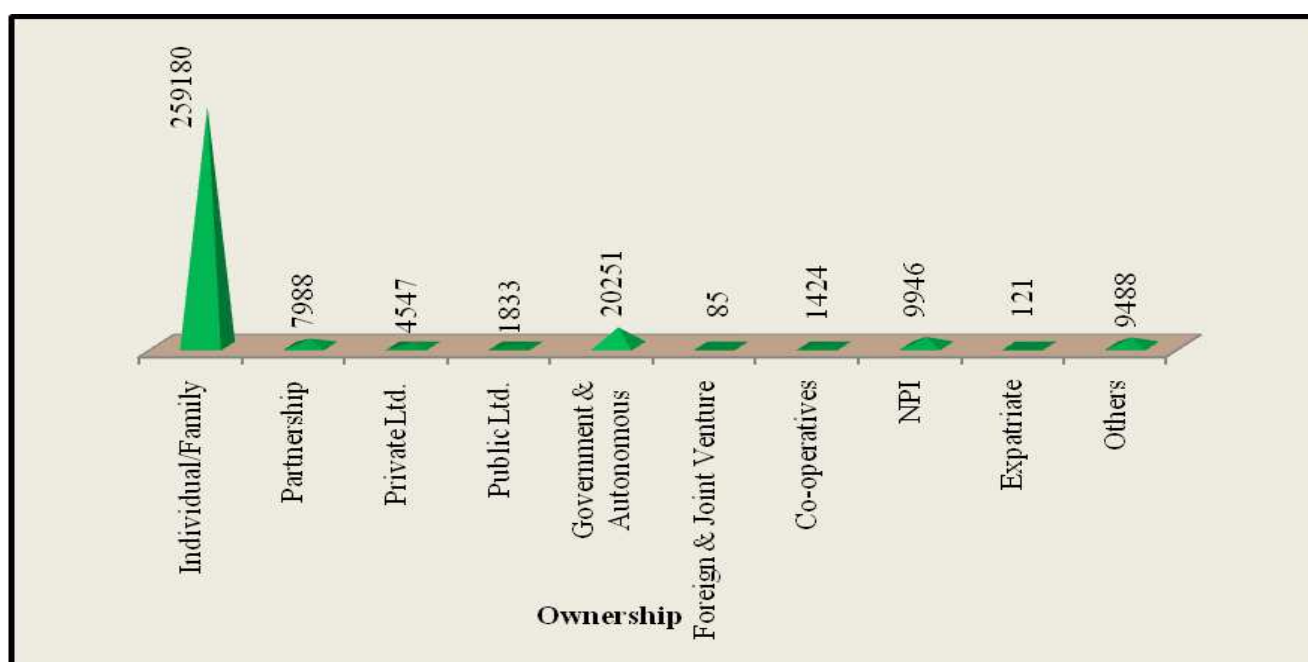 259180
7988
4547
1833
20251
85
1424
9946
121
9488
Individual/Family
Partnership
Private Ltd.
Public Ltd.
Government &
Autonomous
Foreign & Joint Venture
Co-operatives
NPI
Expatriate
Others
Ownership